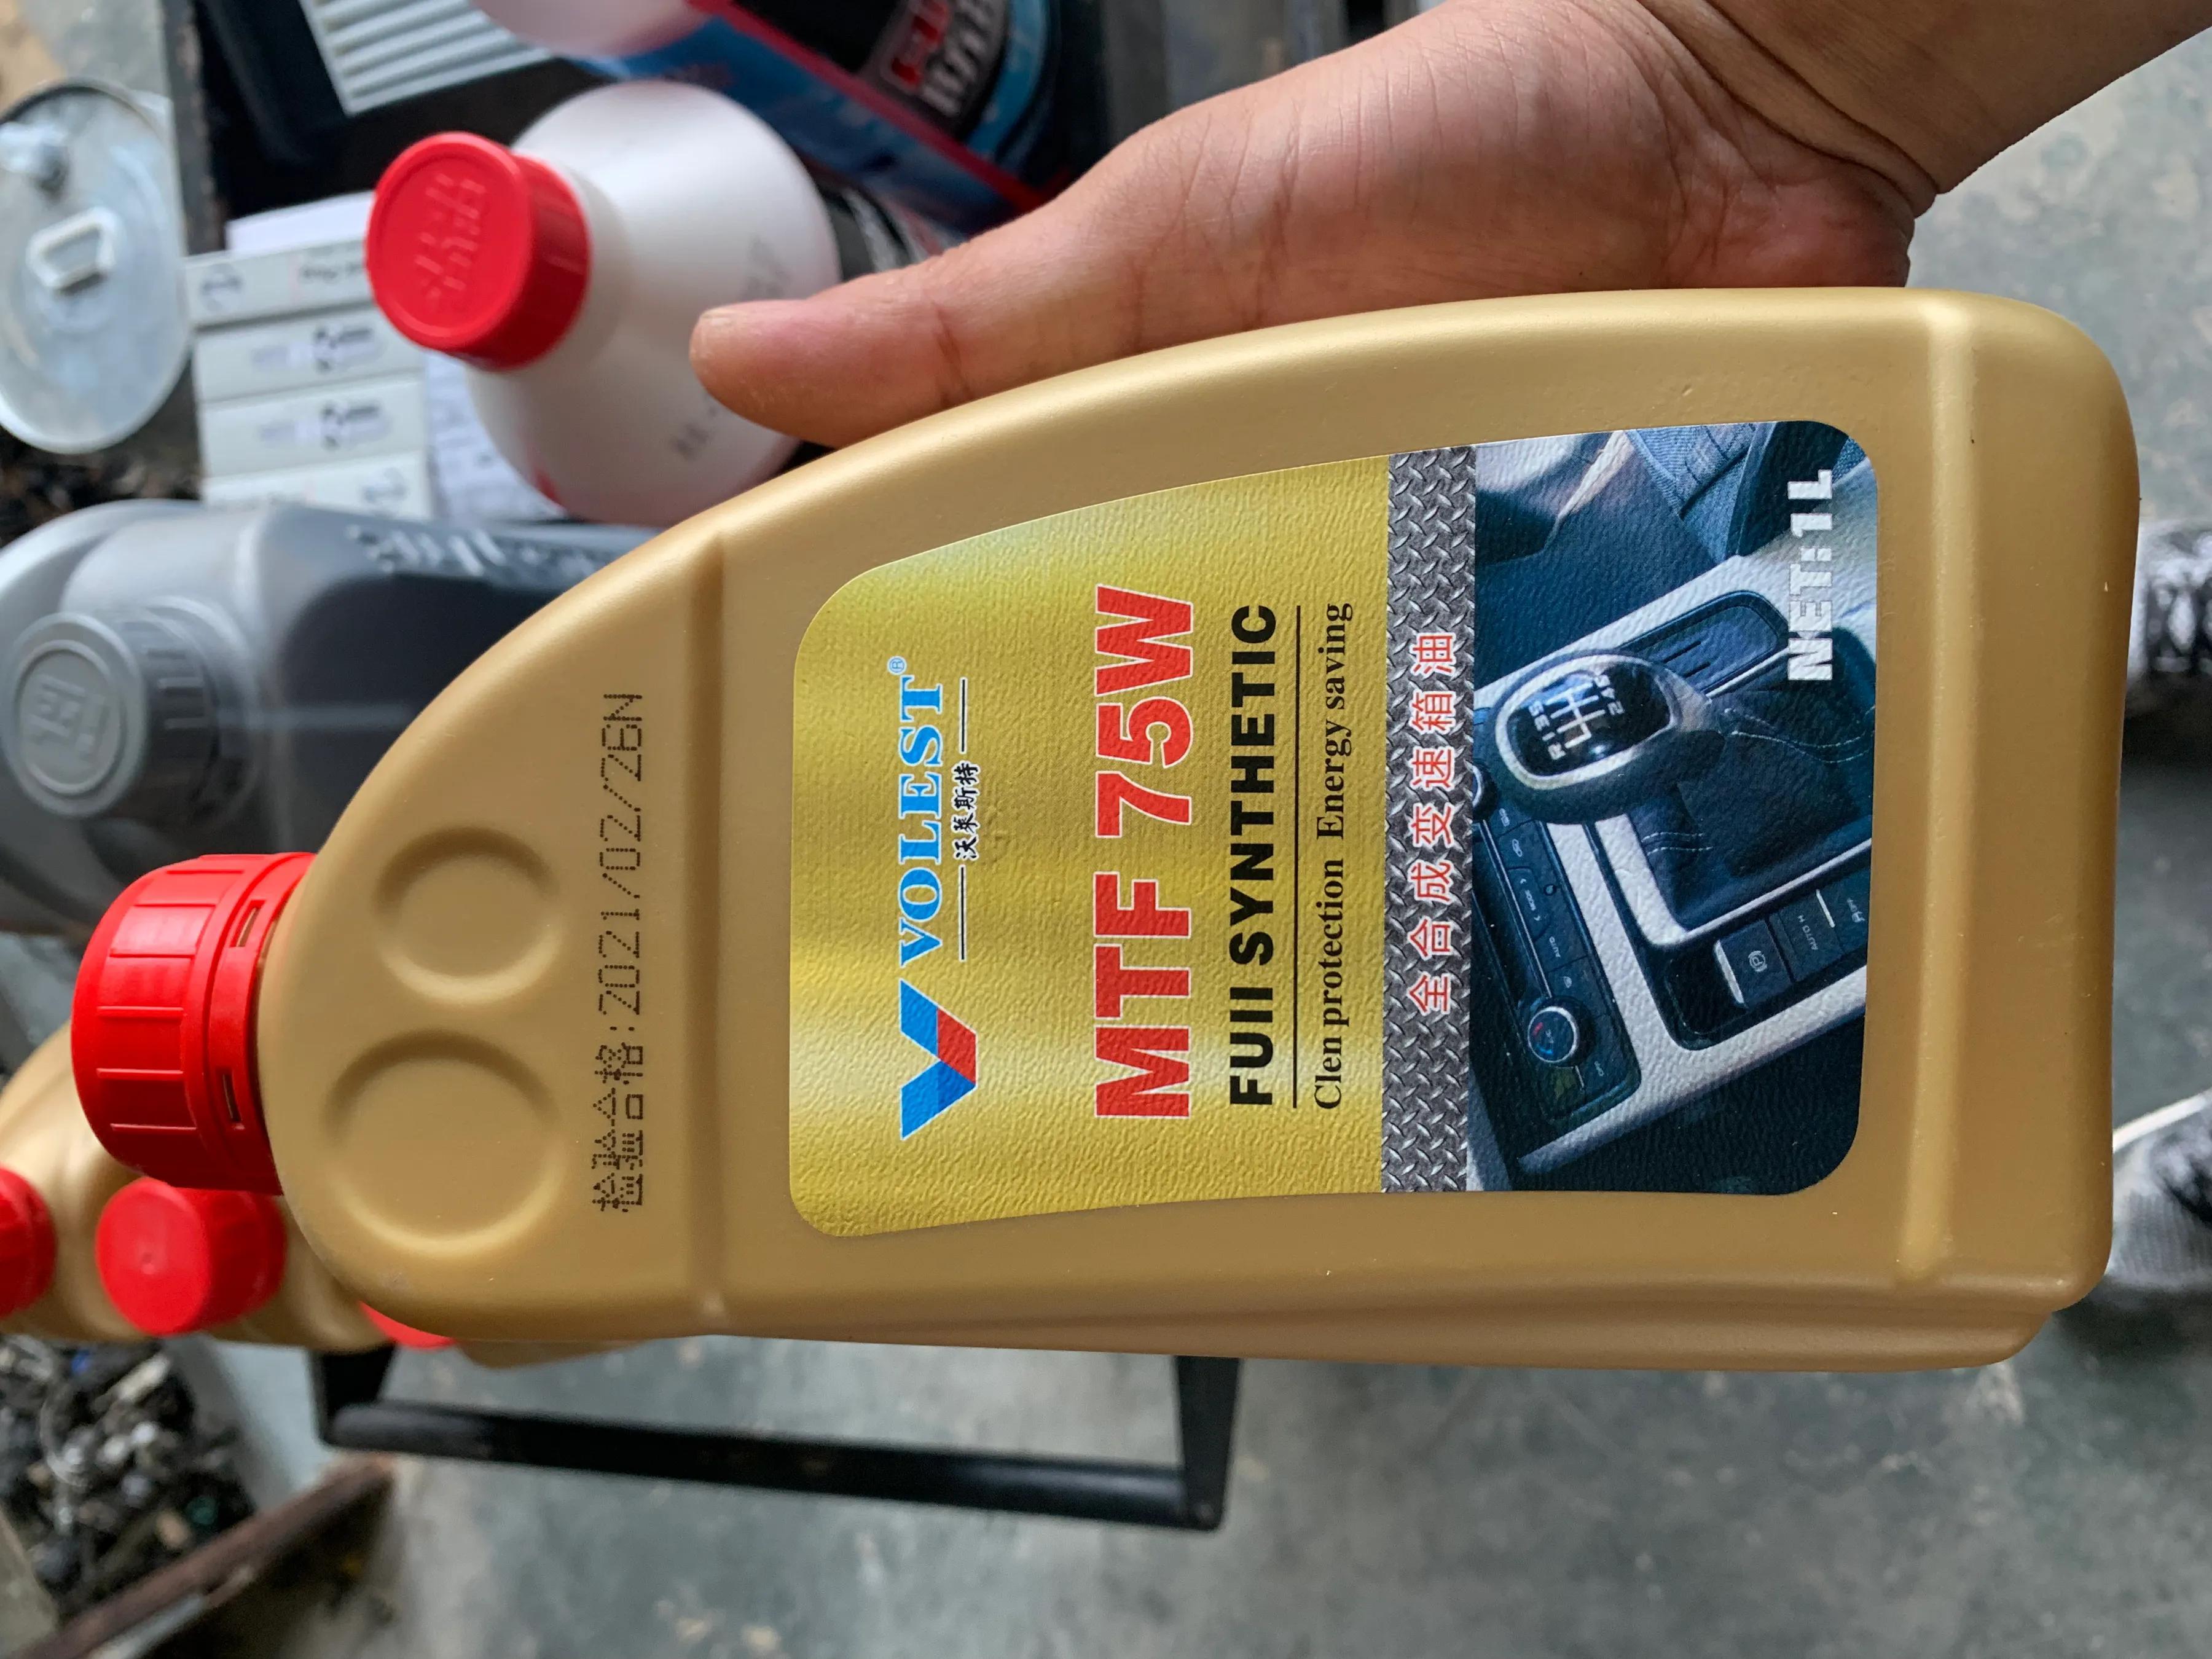 检验合格:2021/02/26N
VOLEST®
沃莱斯特
MTF 75W
FUll SYNTHETIC
Clen protection Energy saving
全合成变速箱油
NET:1L